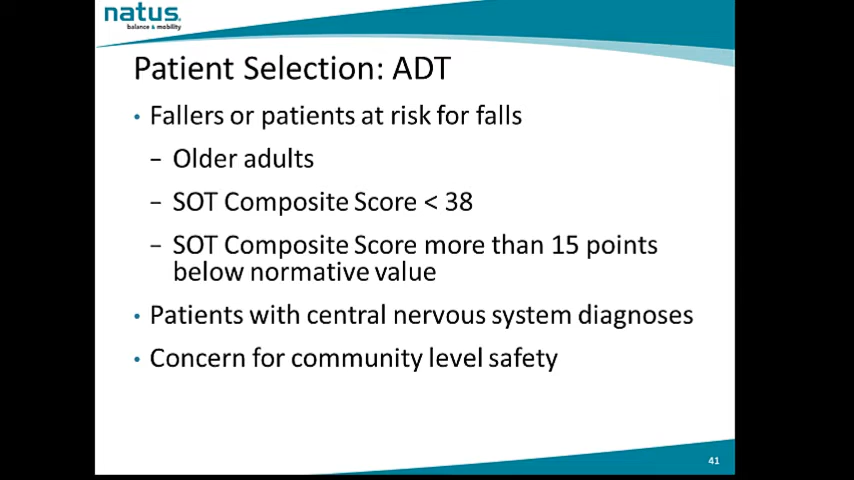 natus.
balance & mobility
Patient Selection: ADT
• Fallers or patients at risk for falls
– Older adults
– SOT Composite Score < 38
– SOT Composite Score more than 15 points
below normative value
• Patients with central nervous system diagnoses
• Concern for community level safety
41